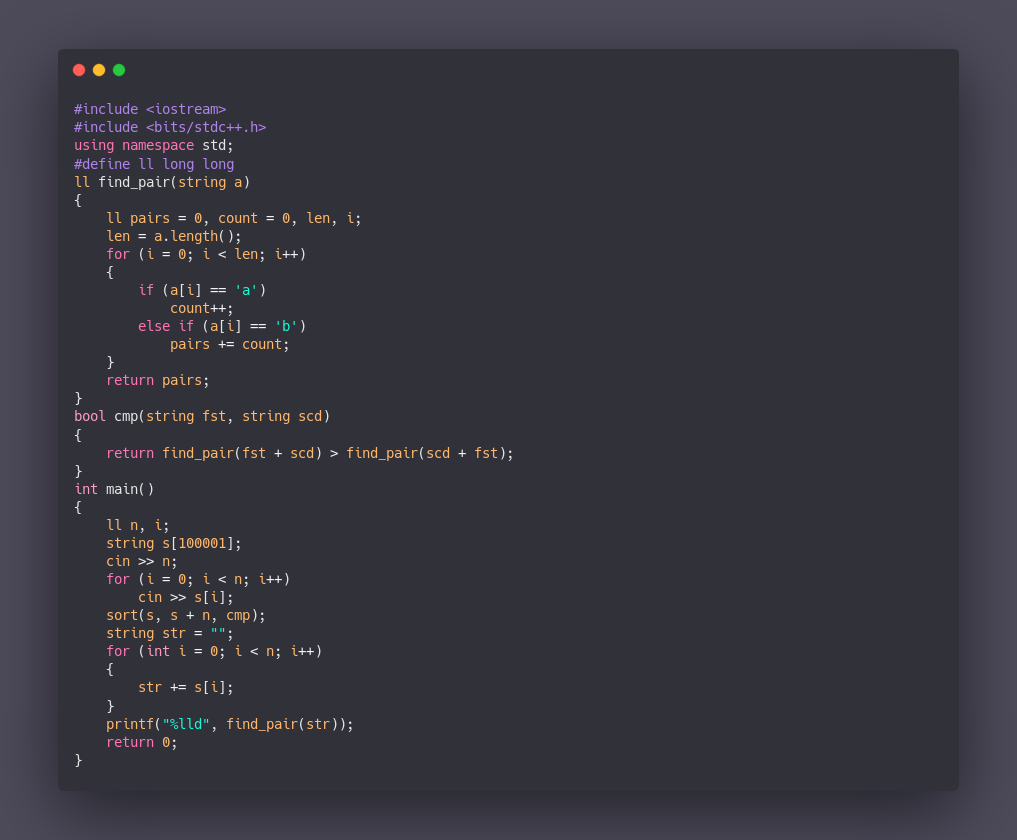 #include <iostream>
#include <bits/stdc++.h>
using namespace std;
#define ll long long
ll find_pair(string a)
{
    ll pairs = 0, count = 0, len, i;
    len = a.length();
    for (i = 0; i < len; i++)
    {
        if (a[i] == 'a')
            count++;
        else if (a[i] == 'b')
            pairs += count;
    }
    return pairs;
}
bool cmp(string fst, string scd)
{
    return find_pair(fst + scd) > find_pair(scd + fst);
}
int main()
{
    ll n, i;
    string s[100001];
    cin >> n;
    for (i = 0; i < n; i++)
        cin >> s[i];
    sort(s, s + n, cmp);
    string str = "";
    for (int i = 0; i < n; i++)
    {
        str += s[i];
    }
    printf("%lld", find_pair(str));
    return 0;
}